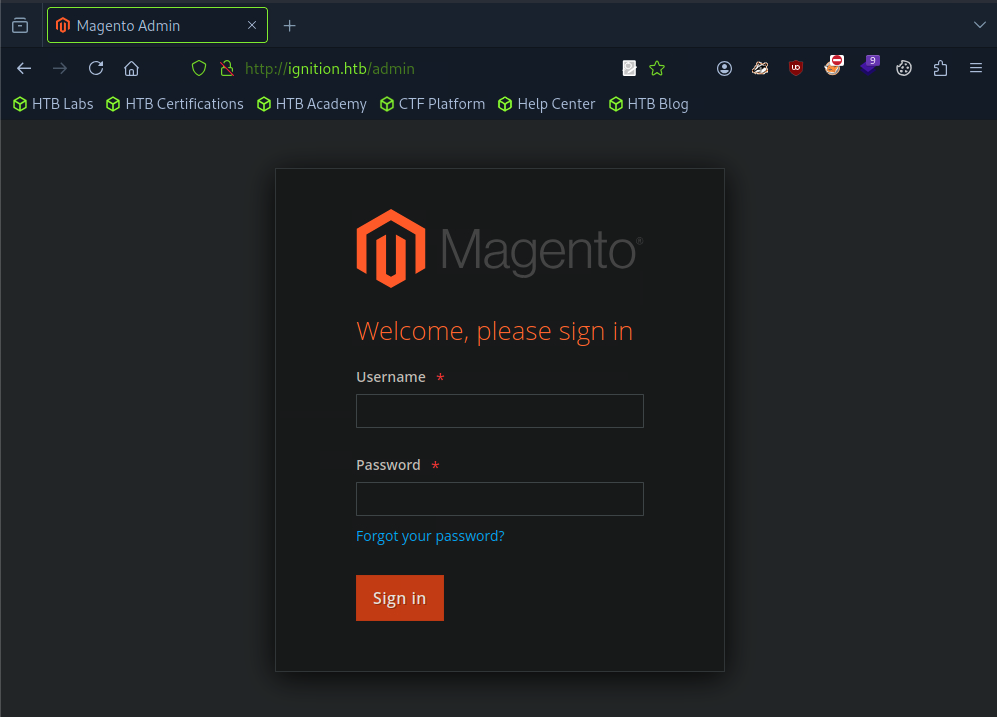 Magento Admin
http://ignition.htb/admin
UD
9
HTB Labs HTB Certifications HTB Academy CTF Platform Help Center HTB Blog
Magento®
Welcome, please sign in
Username *
Password *
Forgot your password?
Sign in